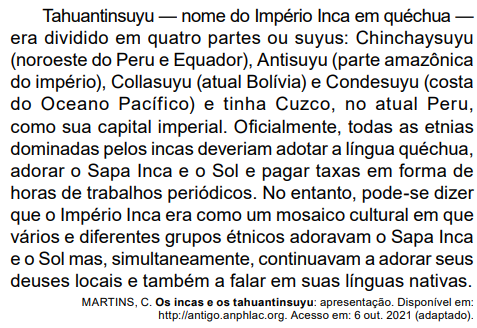 Tahuantinsuyu — nome do Império Inca em quéchua —
era dividido em quatro partes ou suyus: Chinchaysuyu
(noroeste do Peru e Equador), Antisuyu (parte amazônica
do império), Collasuyu (atual Bolívia) e Condesuyu (costa
do Oceano Pacífico) e tinha Cuzco, no atual Peru,
como sua capital imperial. Oficialmente, todas as etnias
dominadas pelos incas deveriam adotar a língua quéchua,
adorar o Sapa Inca e o Sol e pagar taxas em forma de
horas de trabalhos periódicos. No entanto, pode-se dizer
que o Império Inca era como um mosaico cultural em que
vários e diferentes grupos étnicos adoravam o Sapa Inca
e o Sol mas, simultaneamente, continuavam a adorar seus
deuses locais e também a falar em suas línguas nativas.
MARTINS, C. Os incas e os tahuantinsuyu: apresentação. Disponível em:
http://antigo.anphlac.org. Acesso em: 6 out. 2021 (adaptado).